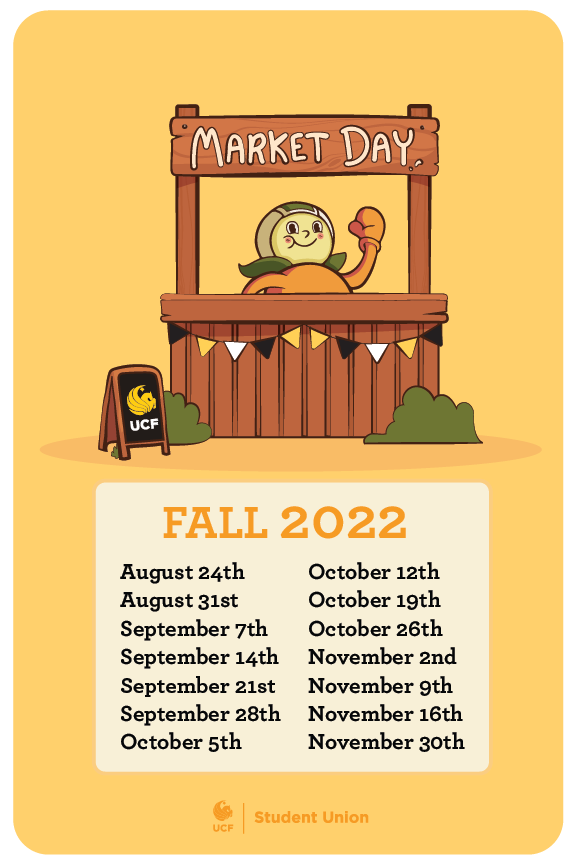 MARKET DAY
UCF
FALL 2022
August 24th
August 31st
September 7th
September 14th
September 21st
September 28th
October 5th
October 12th
October 19th
October 26th
November 2nd
November 9th
November 16th
November 30th
UCF
Student Union